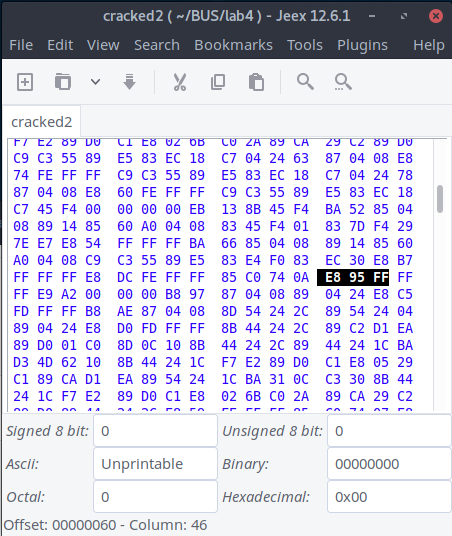 cracked2 ( ~/BUS/lab4 ) - Jeex 12.6.1
File Edit View Search Bookmarks Tools Plugins Help
cracked2
F7 E2 89 D0 C1 E8 02 6B C0 2A 89 CA 29 C2 89 D0
C9 C3 55 89 E5 83 EC 18 C7 04 24 63 87 04 08 E8
74 FE FF FF C9 C3 55 89 E5 83 EC 18 C7 04 24 78
87 04 08 E8 60 FE FF FF C9 C3 55 89 E5 83 EC 18
C7 45 F4 00 00 00 00 EB 13 8B 45 F4 BA 52 85 04
08 89 14 85 60 A0 04 08 83 45 F4 01 83 7D F4 29
7E E7 E8 54 FF FF FF BA 66 85 04 08 89 14 85 60
A0 04 08 C9 C3 55 89 E5 83 E4 F0 83 EC 30 E8 B7
FF FF FF E8 DC FE FF FF 85 C0 74 0A E8 95 FF FF
FF E9 A2 00 00 00 B8 97 87 04 08 89 04 24 E8 C5
FD FF FF B8 AE 87 04 08 8D 54 24 2C 89 54 24 04
89 04 24 E8 D0 FD FF FF 8B 44 24 2C 89 C2 D1 EA
89 D0 01 C0 8D 0C 10 8B 44 24 2C 89 44 24 1C BA
D3 4D 62 10 8B 44 24 1C F7 E2 89 D0 C1 E8 05 29
C1 89 CA D1 EA 89 54 24 1C BA 31 0C C3 30 8B 44
24 1C F7 E2 89 D0 C1 E8 02 6B C0 2A 89 CA 29 C2
Signed 8 bit: 0 Unsigned 8 bit: 0
Ascii: Unprintable Binary: 00000000
Octal: 0 Hexadecimal: 0x00
Offset: 00000060 - Column: 46